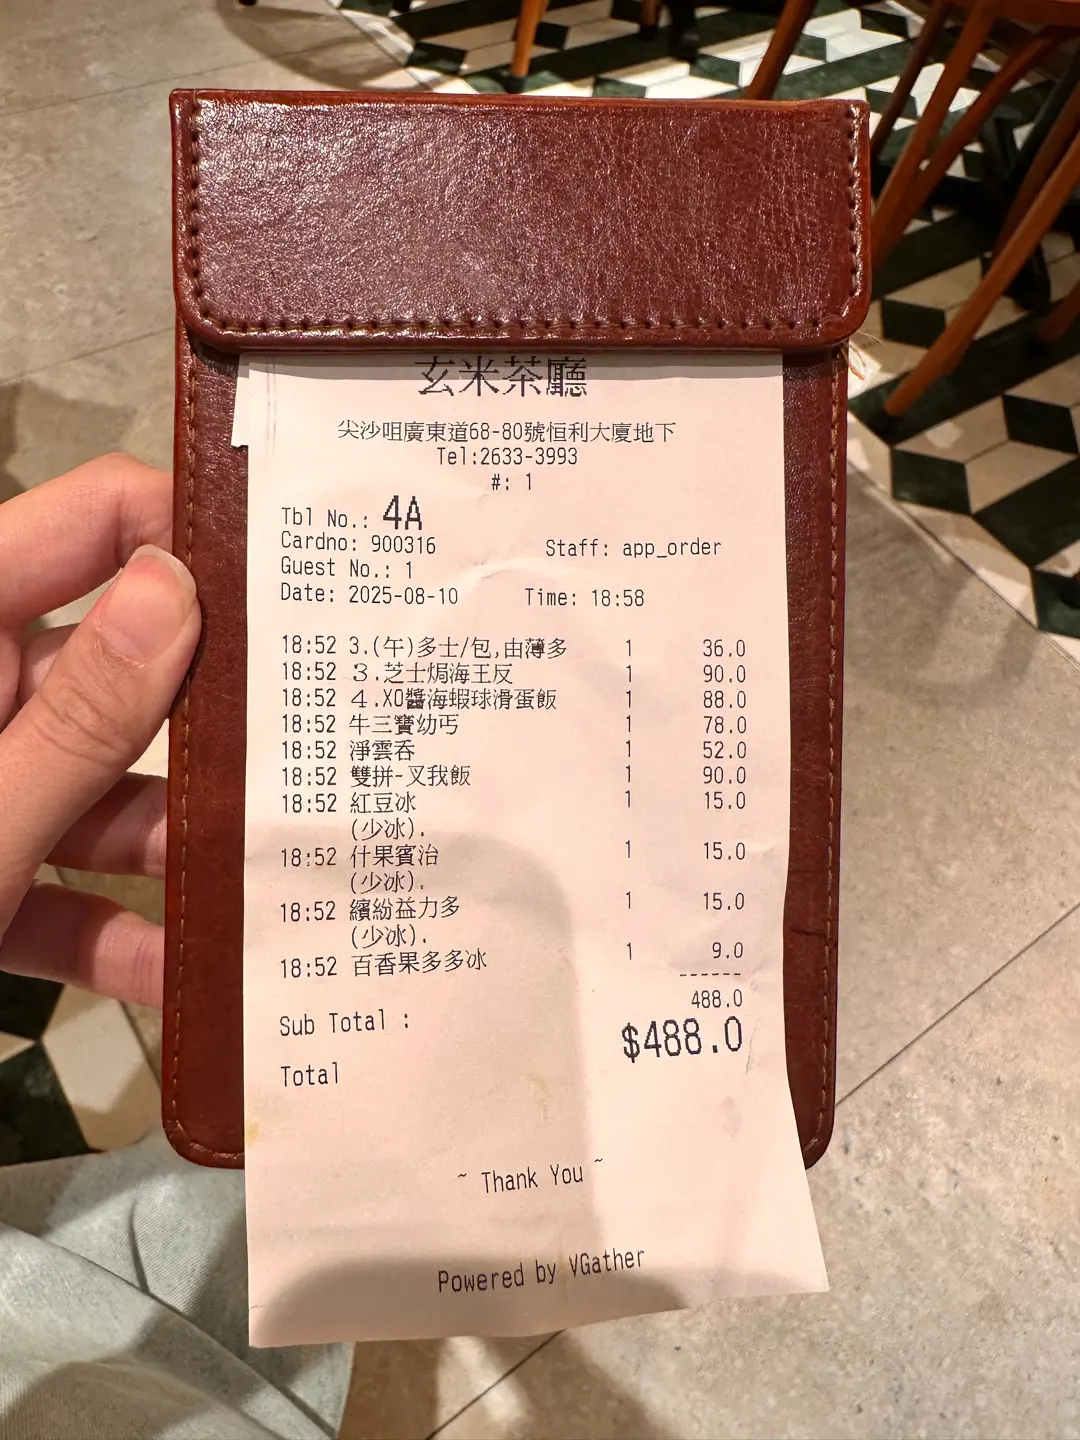 玄米茶廳
尖沙咀廣東道68-80號恒利大廈地下
Tel:2633-3993
#: 1
Tbl No.: 4A
Cardno: 900316 Staff: app_order
Guest No.: 1
Date: 2025-08-10 Time: 18:58
18:52 3.(午)多士/包,由薄多 1 36.0
18:52 3.芝士焗海王反 1 90.0
18:52 4.XO醬海蝦球滑蛋飯 1 88.0
18:52 牛三寶幼丐 1 78.0
18:52 淨雲吞 1 52.0
18:52 雙拼-叉我飯 1 90.0
18:52 紅豆冰 1 15.0
(少冰).
18:52 什果賓治 1 15.0
(少冰).
18:52 繽紛益力多 1 15.0
(少冰).
18:52 百香果多多冰 1 9.0
------
Sub Total : 488.0
Total $488.0
~ Thank You ~
Powered by VGather